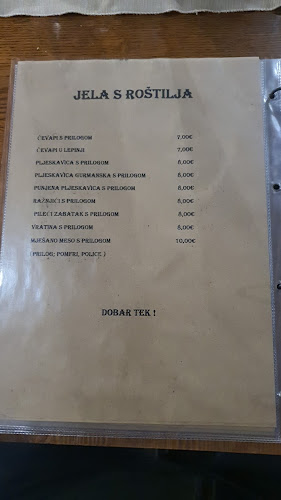 JELA S ROŠTILJA
ĆEVAPI S PRILOGOM 7,00€
ĆEVAPI U LEPINJI 7,00€
PLJESKAVICA S PRILOGOM 8,00€
PLJESKAVICA GURMANSKA S PRILOGOM 8,00€
PUNJENA PLJESKAVICA S PRILOGOM 8,00€
RAŽNJIĆI S PRILOGOM 8,00€
PILEĆI ZABATAK S PRILOGOM 8,00€
VRATINA S PRILOGOM 8,00€
MJEŠANO MESO S PRILOGOM 10,00€
(PRILOG: POMFRI, POLICE )
DOBAR TEK !